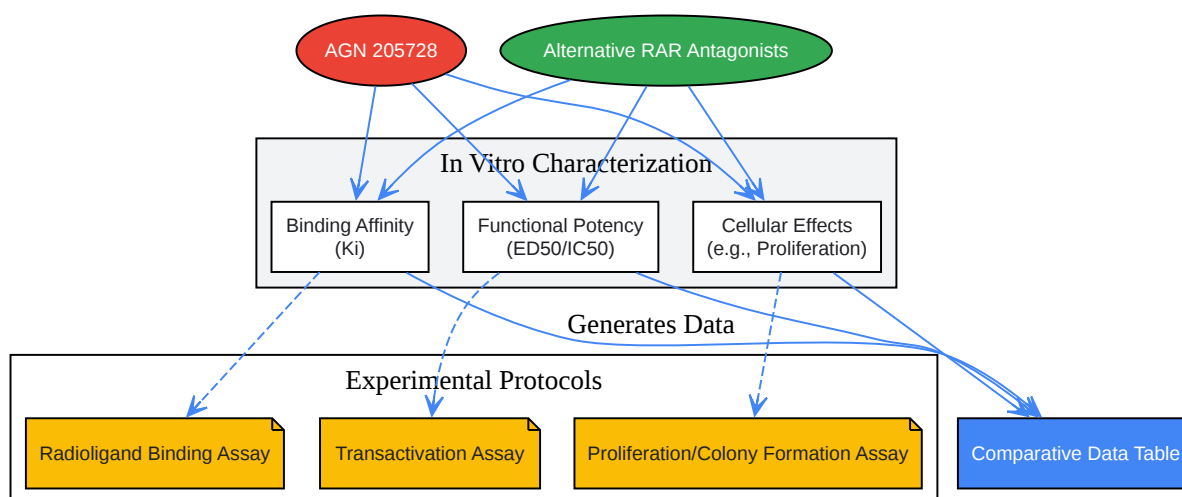 AGN 205728
Alternative RAR Antagonists
In Vitro Characterization
Binding Affinity
(Ki)
Functional Potency
(ED50/IC50)
Cellular Effects
(e.g., Proliferation)
Generates Data
Experimental Protocols
Radioligand Binding Assay
Transactivation Assay
Proliferation/Colony Formation Assay
Comparative Data Table